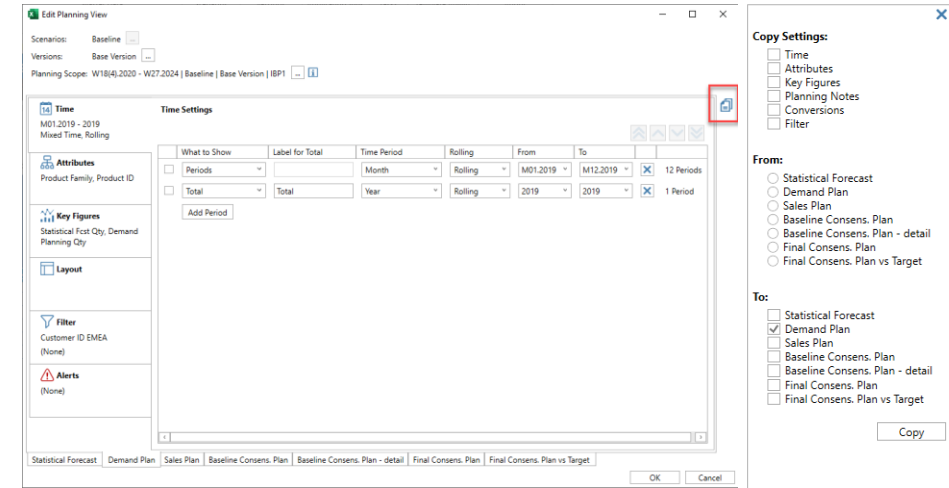 Edit Planning View
Scenarios: Baseline ...
Versions: Base Version ...
Planning Scope: W18(4).2020 - W27.2024 | Baseline | Base Version | IBP1 ... i
14 Time
M01.2019 - 2019
Mixed Time, Rolling
Attributes
Product Family, Product ID
Key Figures
Statistical Fcst Qty, Demand
Planning Qty
Layout
Filter
Customer ID EMEA
(None)
Alerts
(None)
Time Settings
What to Show Label for Total Time Period Rolling From To
Periods Month Rolling M01.2019 M12.2019 12 Periods
Total Total Year Rolling 2019 2019 1 Period
Add Period
Statistical Forecast Demand Plan Sales Plan Baseline Consens. Plan Baseline Consens. Plan - detail Final Consens. Plan Final Consens. Plan vs Target
OK Cancel
Copy Settings:
Time
Attributes
Key Figures
Planning Notes
Conversions
Filter
From:
Statistical Forecast
Demand Plan
Sales Plan
Baseline Consens. Plan
Baseline Consens. Plan - detail
Final Consens. Plan
Final Consens. Plan vs Target
To:
Statistical Forecast
Demand Plan
Sales Plan
Baseline Consens. Plan
Baseline Consens. Plan - detail
Final Consens. Plan
Final Consens. Plan vs Target
Copy